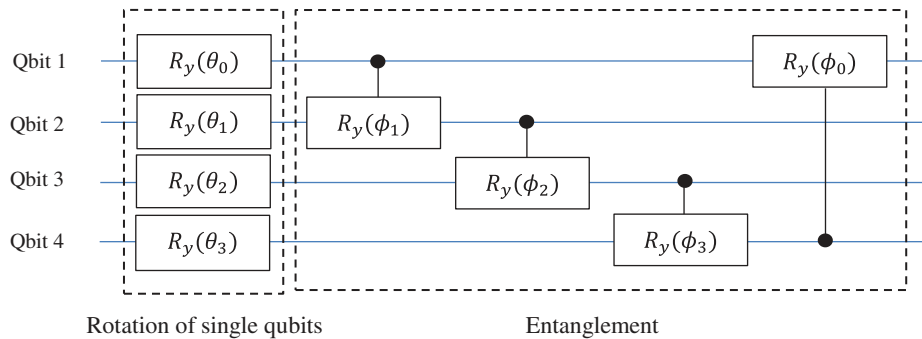 Qbit 1 R_y(θ_0) R_y(ϕ_0)
Qbit 2 R_y(θ_1) R_y(ϕ_1)
Qbit 3 R_y(θ_2) R_y(ϕ_2)
Qbit 4 R_y(θ_3) R_y(ϕ_3)
Rotation of single qubits Entanglement